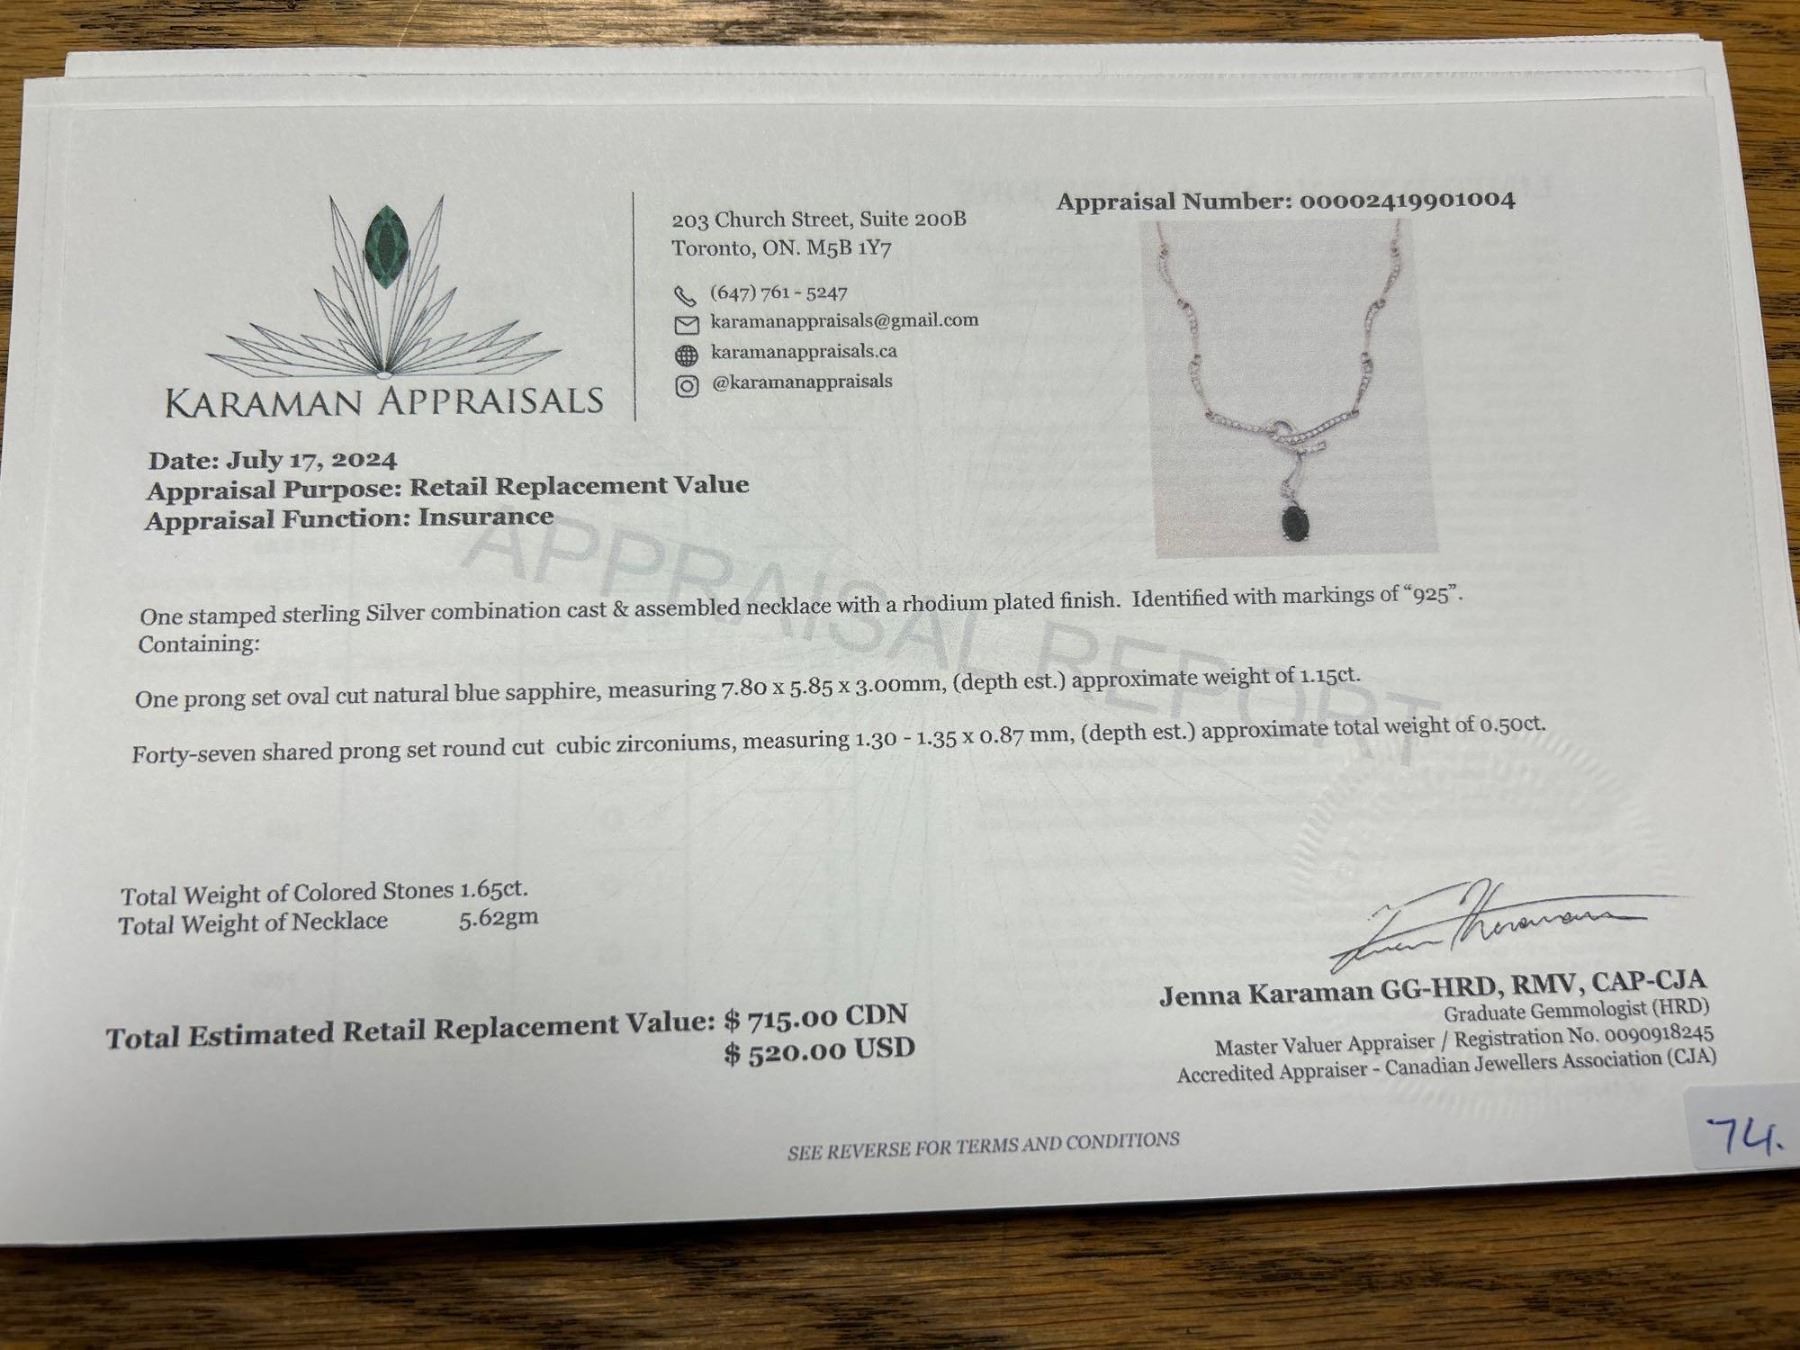 KARAMAN APPRAISALS
203 Church Street, Suite 200B
Toronto, ON. M5B 1Y7
(647) 761 - 5247
karamanappraisals@gmail.com
karamanappraisals.ca
@karamanappraisals
Appraisal Number: 00002419901004
Date: July 17, 2024
Appraisal Purpose: Retail Replacement Value
Appraisal Function: Insurance
APPRAISAL REPORT
One stamped sterling Silver combination cast & assembled necklace with a rhodium plated finish. Identified with markings of "925".
Containing:
One prong set oval cut natural blue sapphire, measuring 7.80 x 5.85 x 3.00mm, (depth est.) approximate weight of 1.15ct.
Forty-seven shared prong set round cut cubic zirconiums, measuring 1.30 - 1.35 x 0.87 mm, (depth est.) approximate total weight of 0.50ct.
Total Weight of Colored Stones 1.65ct.
Total Weight of Necklace 5.62gm
Total Estimated Retail Replacement Value: $ 715.00 CDN
$ 520.00 USD
Jenna Karaman GG-HRD, RMV, CAP-CJA
Graduate Gemmologist (HRD)
Master Valuer Appraiser / Registration No. 0090918245
Accredited Appraiser - Canadian Jewellers Association (CJA)
SEE REVERSE FOR TERMS AND CONDITIONS
74.